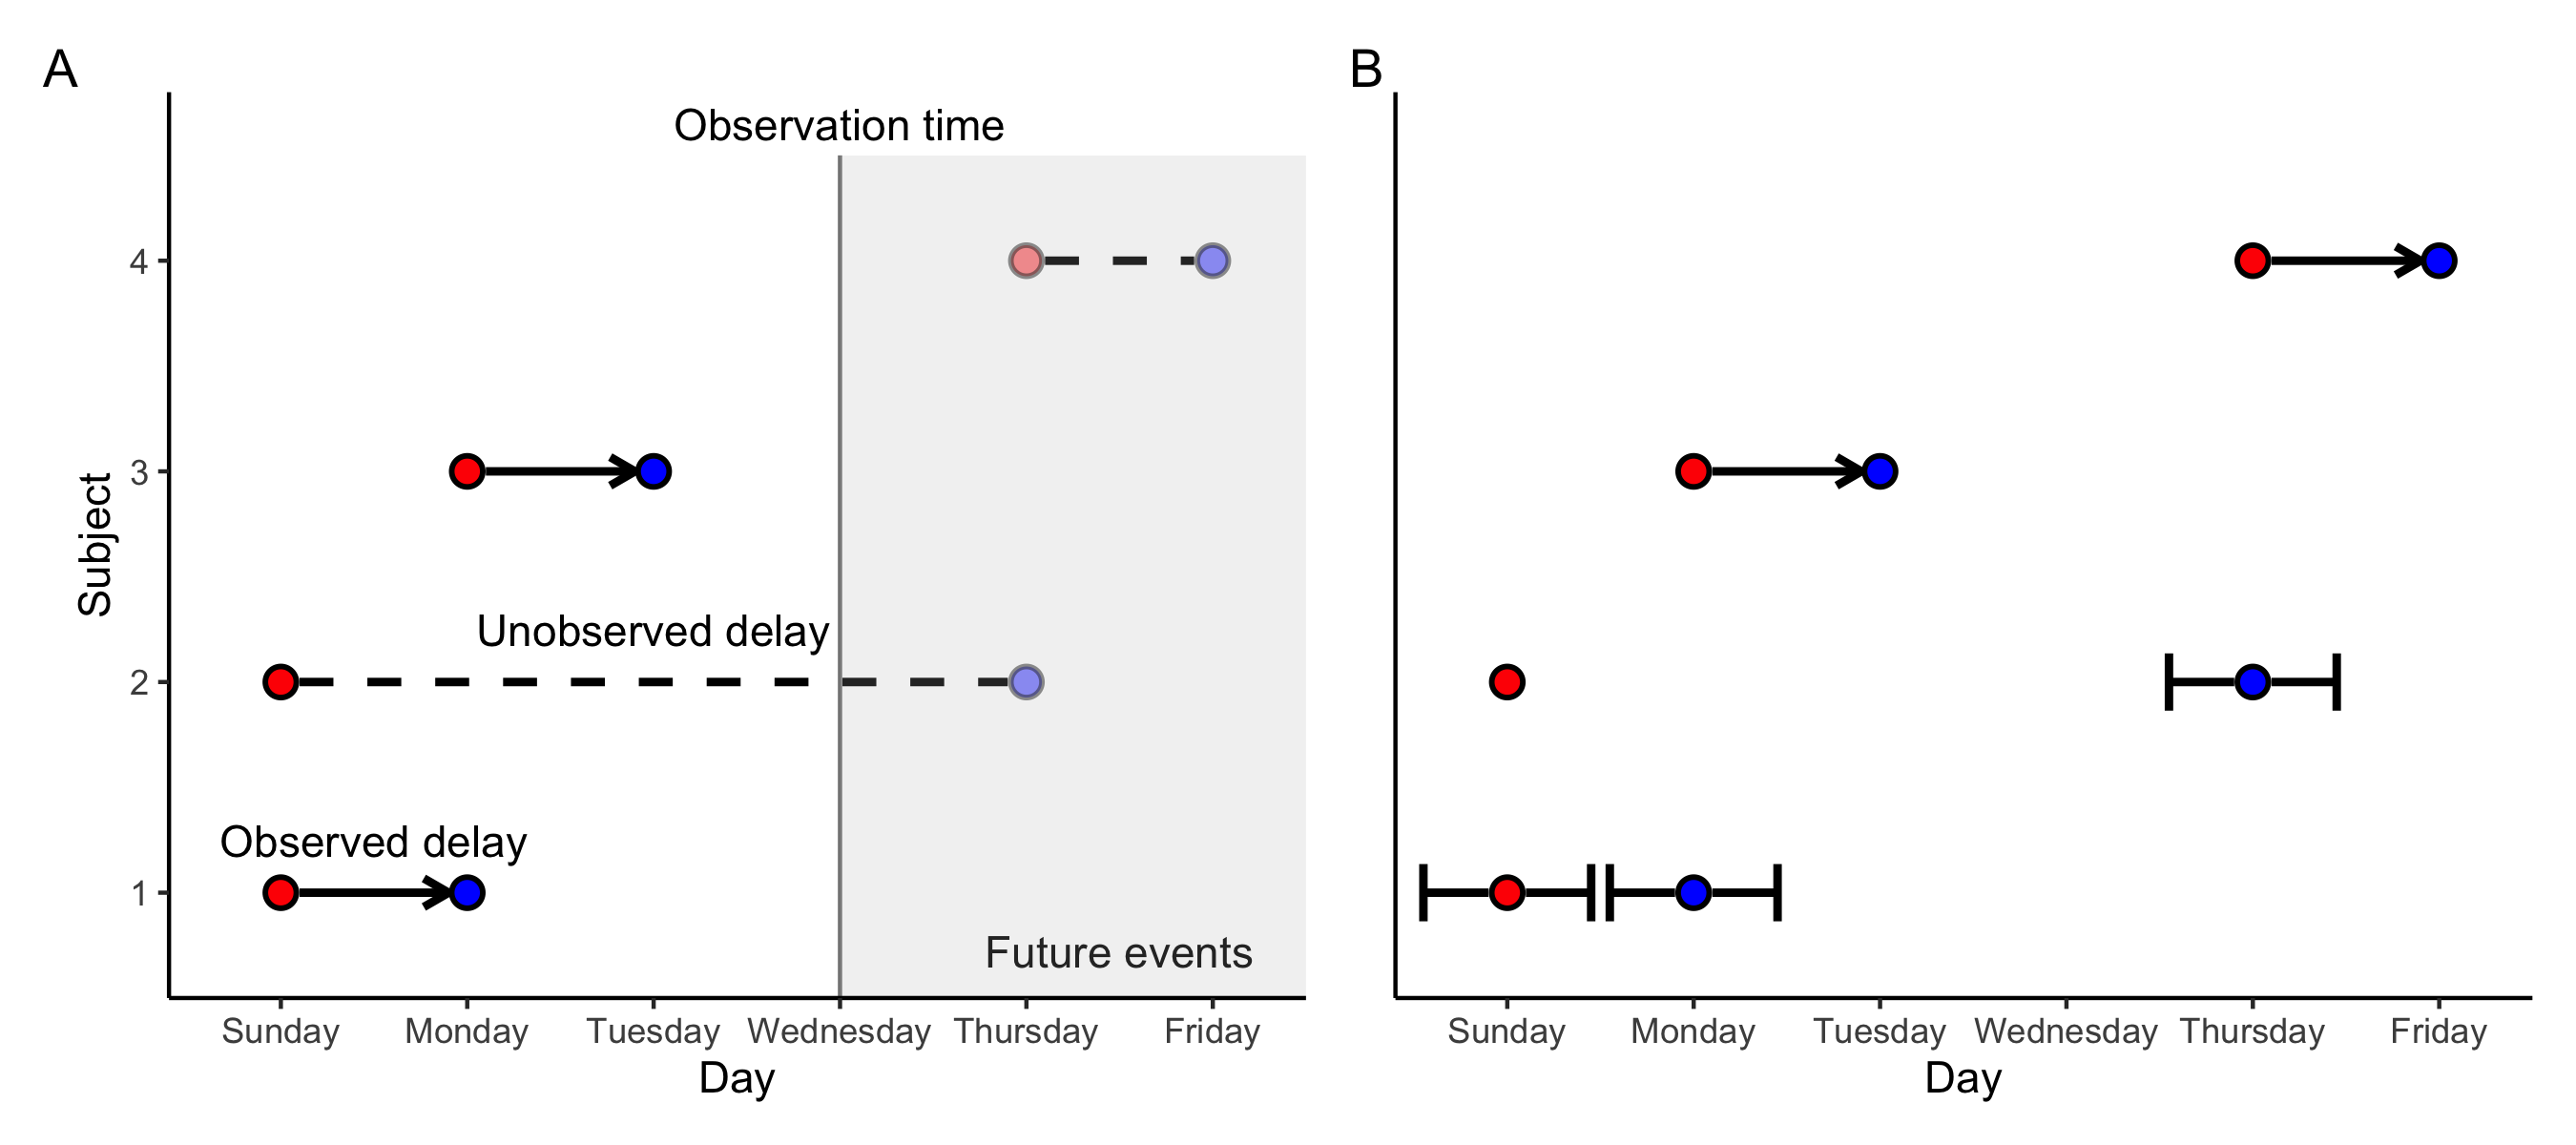 A
Observation time
4
3
Unobserved delay
2
Observed delay
1
Future events
Subject
Sunday Monday Tuesday Wednesday Thursday Friday
Day
B
Sunday Monday Tuesday Wednesday Thursday Friday
Day